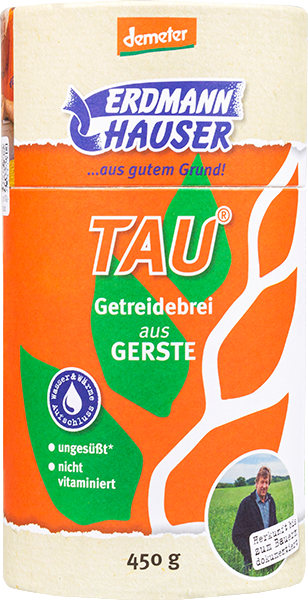 demeter
ERDMANN
HAUSER
...aus gutem Grund!
TAU®
Getreidebrei
aus
GERSTE
Wasser & Wärme
Aufschluss
• ungesüßt*
• nicht
vitaminiert
Herkunft bis
zum Bauern
dokumentiert
450 g